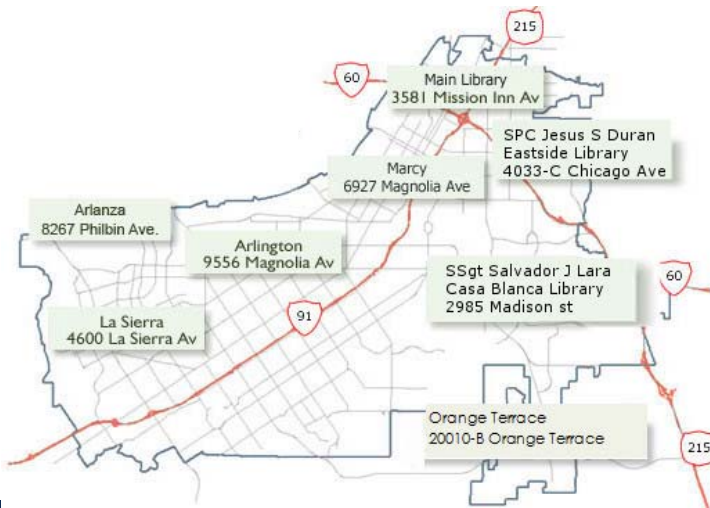 215
60
Main Library
3581 Mission Inn Av
SPC Jesus S Duran
Eastside Library
4033-C Chicago Ave
Marcy
6927 Magnolia Ave
Arlanza
8267 Philbin Ave.
Arlington
9556 Magnolia Av
SSgt Salvador J Lara
Casa Blanca Library
2985 Madison st
60
91
La Sierra
4600 La Sierra Av
Orange Terrace
20010-B Orange Terrace
215